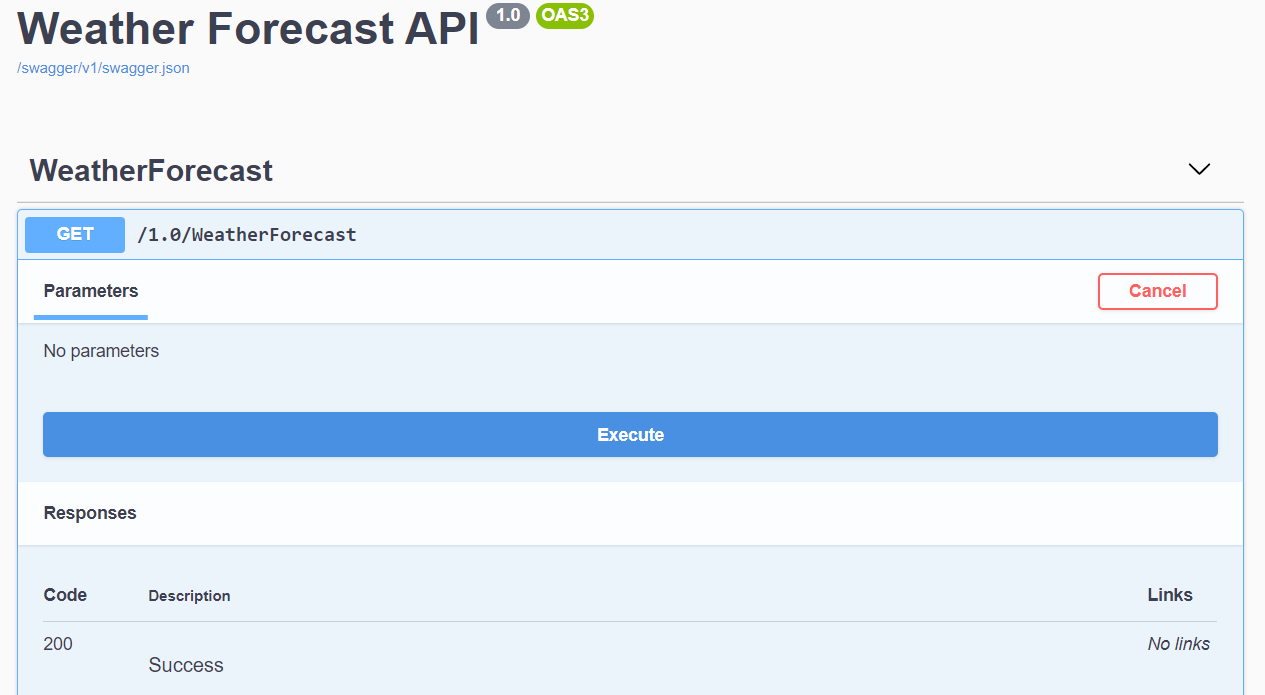 Weather Forecast API 1.0 OAS3
/swagger/v1/swagger.json
WeatherForecast
GET /1.0/WeatherForecast
Parameters Cancel
No parameters
Execute
Responses
Code Description Links
200 No links
Success